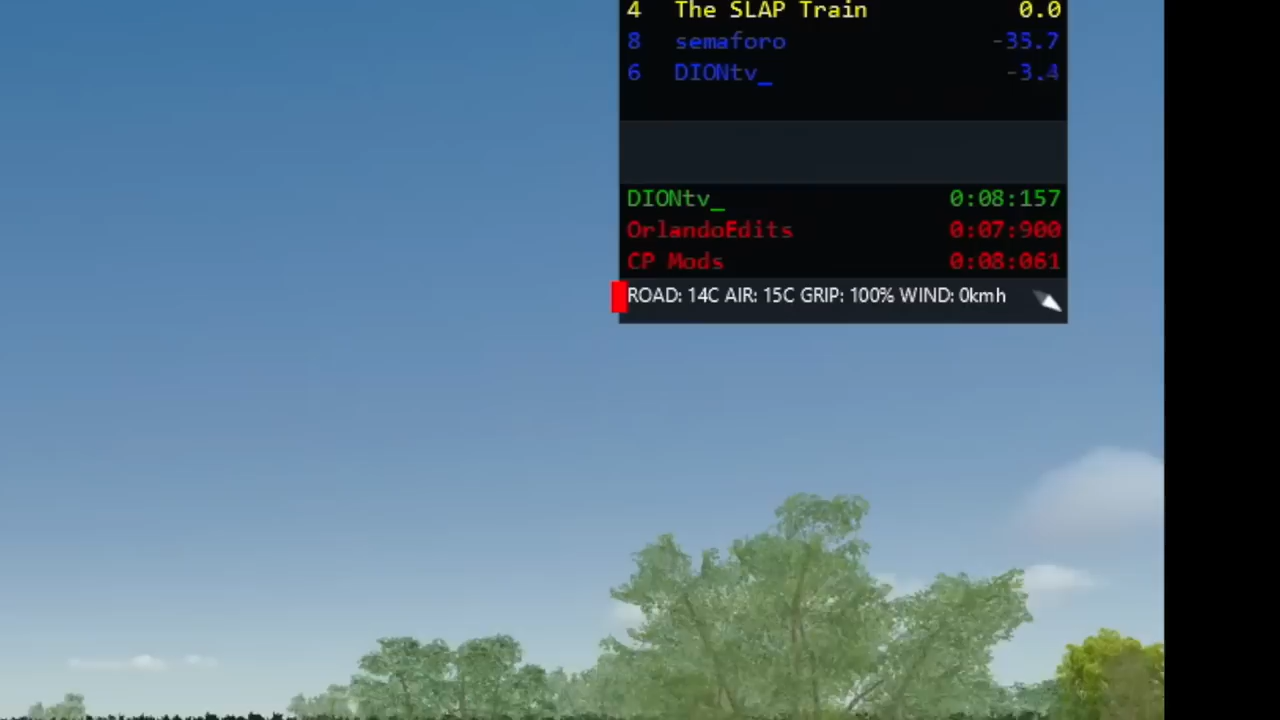 4 The SLAP Train 0.0
8 semaforo -35.7
6 DIONtv_ -3.4
DIONtv_ 0:08:157
OrlandoEdits 0:07:900
CP Mods 0:08:061
ROAD: 14C AIR: 15C GRIP: 100% WIND: 0kmh